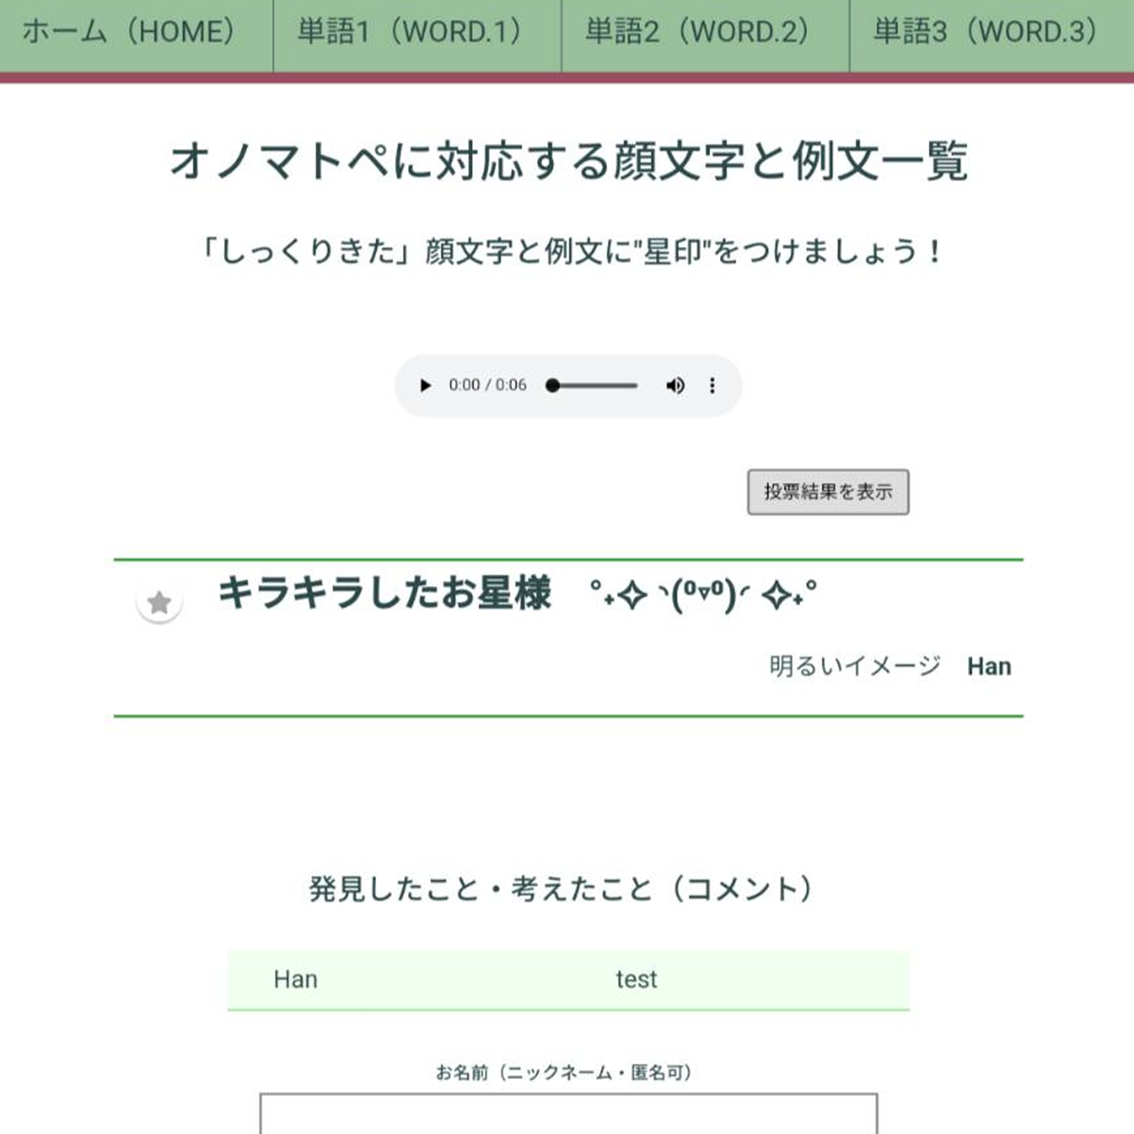 ホーム（HOME） 単語1（WORD.1） 単語2（WORD.2） 単語3（WORD.3）
オノマトペに対応する顔文字と例文一覧
「しっくりきた」顔文字と例文に"星印"をつけましょう！
0:00 / 0:06
投票結果を表示
キラキラしたお星様　°˖✧◝(⁰▿⁰)◜✧˖°
明るいイメージ　Han
発見したこと・考えたこと（コメント）
Han test
お名前（ニックネーム・匿名可）